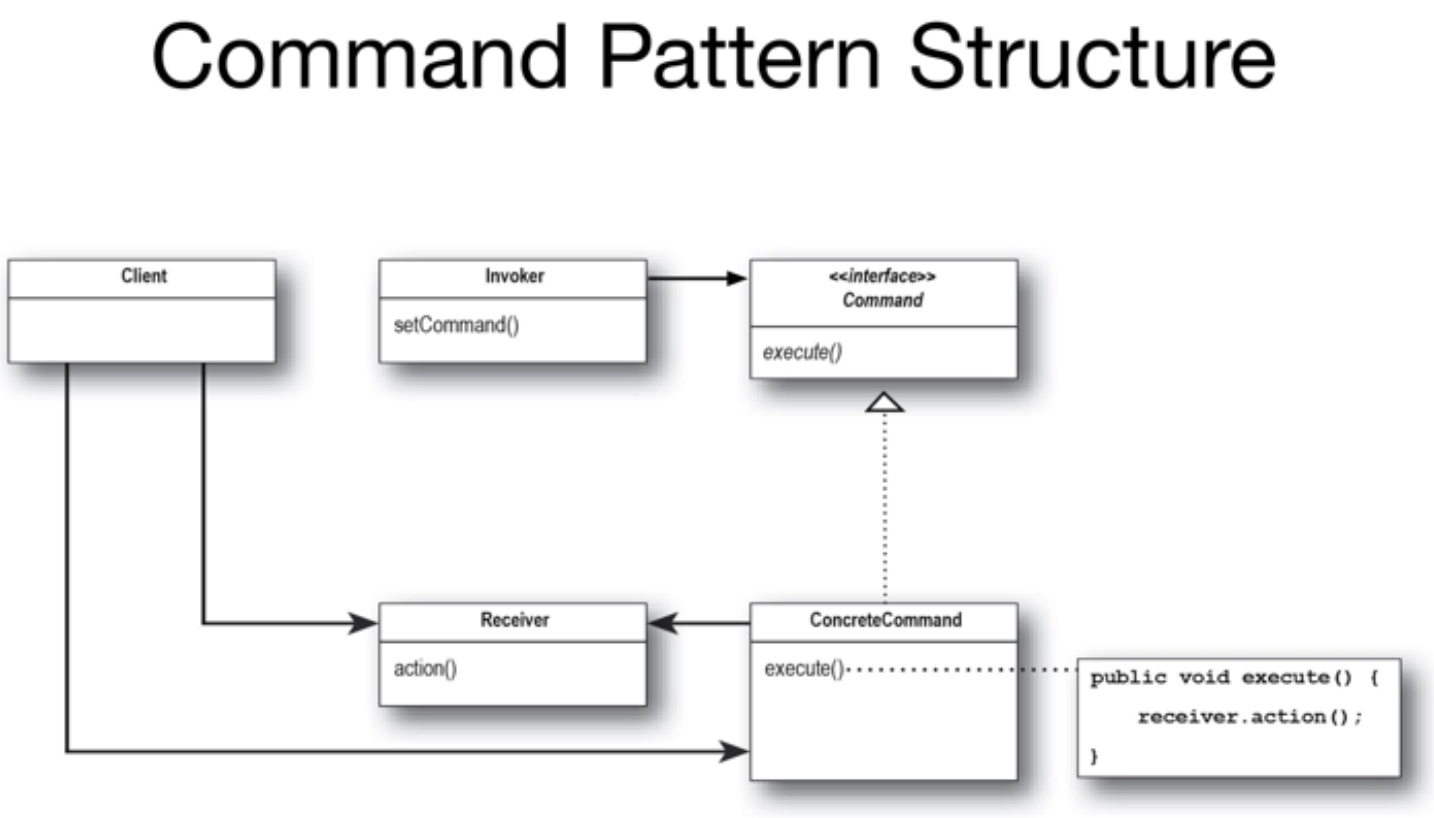 Command Pattern Structure
Client
Invoker
setCommand()
<<interface>>
Command
execute()
Receiver
action()
ConcreteCommand
execute()
public void execute() {
receiver.action();
}